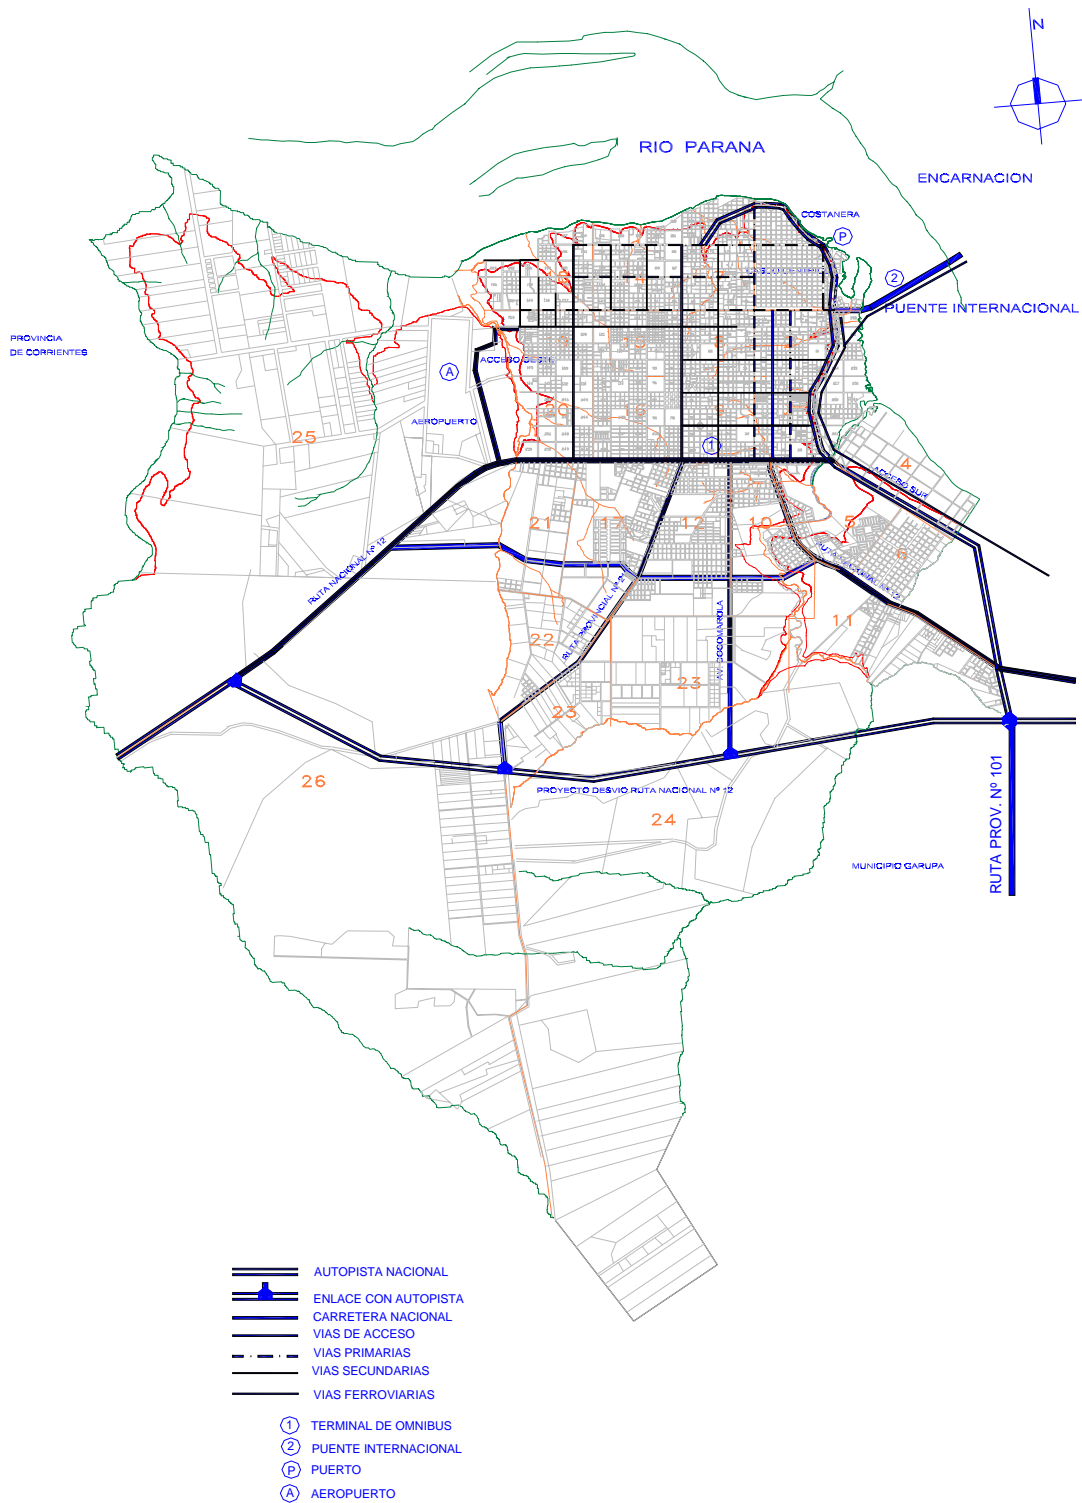 N
RIO PARANA
ENCARNACION
COSTANERA
P
2
PUENTE INTERNACIONAL
PROVINCIA
DE CORRIENTES
A
AEROPUERTO
1
25
4
ACCESO SUR
21
17
12
10
5
6
RUTA NACIONAL Nº 12
RUTA PROVINCIAL Nº
AV. COCOMAROLA
11
22
23
23
26
PROYECTO DESVIO RUTA NACIONAL Nº 12
24
MUNICIPIO GARUPA
RUTA PROV. Nº 101
AUTOPISTA NACIONAL
ENLACE CON AUTOPISTA
CARRETERA NACIONAL
VIAS DE ACCESO
VIAS PRIMARIAS
VIAS SECUNDARIAS
VIAS FERROVIARIAS
1 TERMINAL DE OMNIBUS
2 PUENTE INTERNACIONAL
P PUERTO
A AEROPUERTO